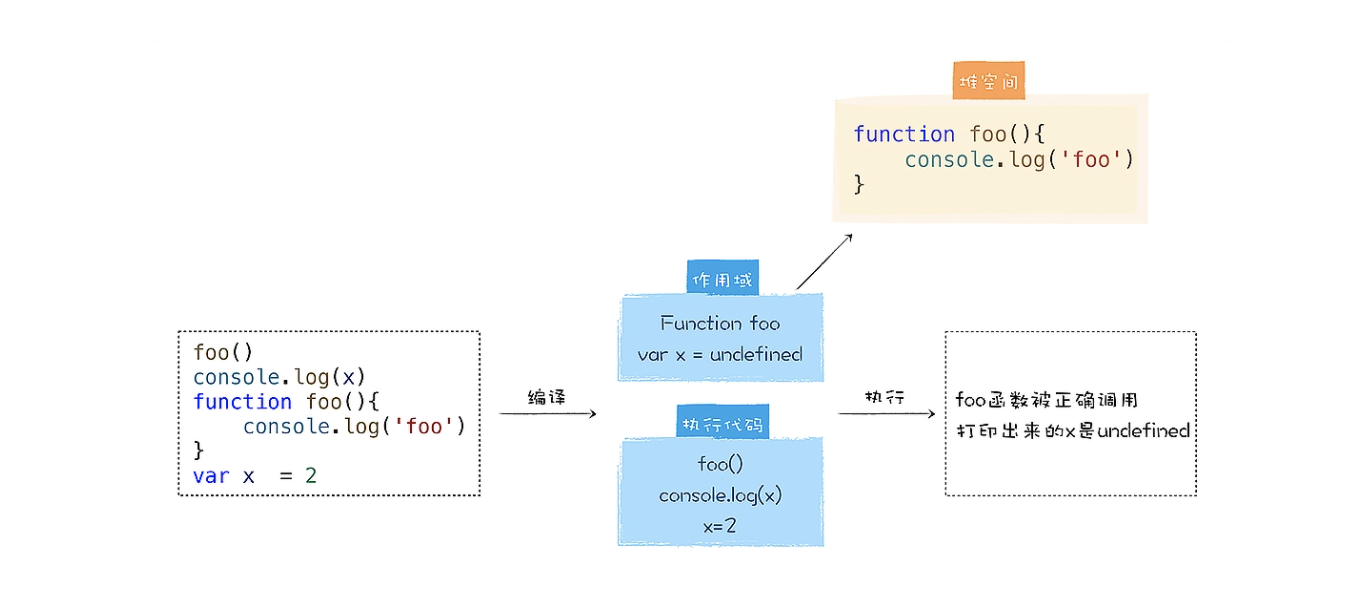 堆空间
function foo(){
    console.log('foo')
}
作用域
Function foo
var x = undefined
foo()
console.log(x)
function foo(){
    console.log('foo')
}
var x  = 2
编译
执行代码
foo()
console.log(x)
x=2
执行
foo函数被正确调用
打印出来的x是undefined